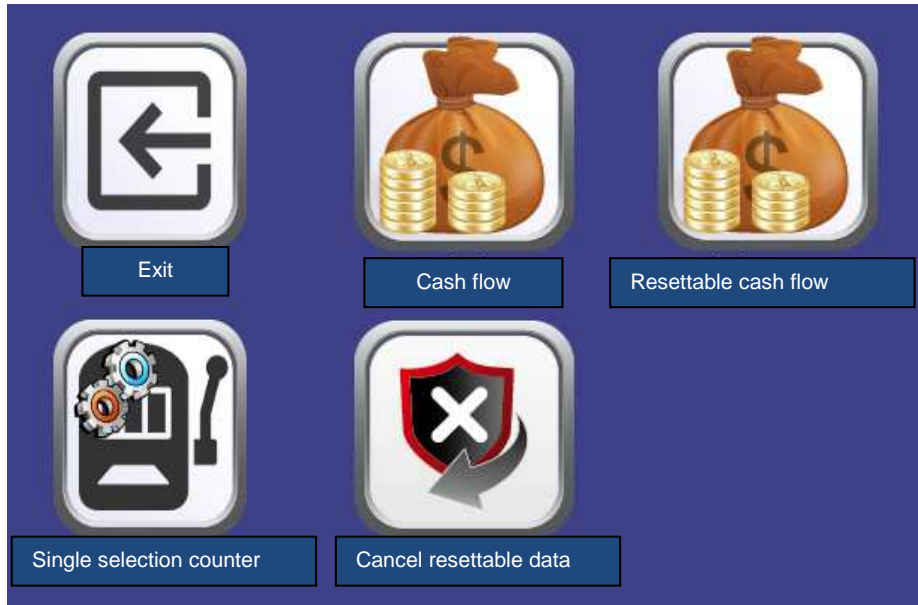 Exit
Cash flow
Resettable cash flow
Single selection counter
Cancel resettable data